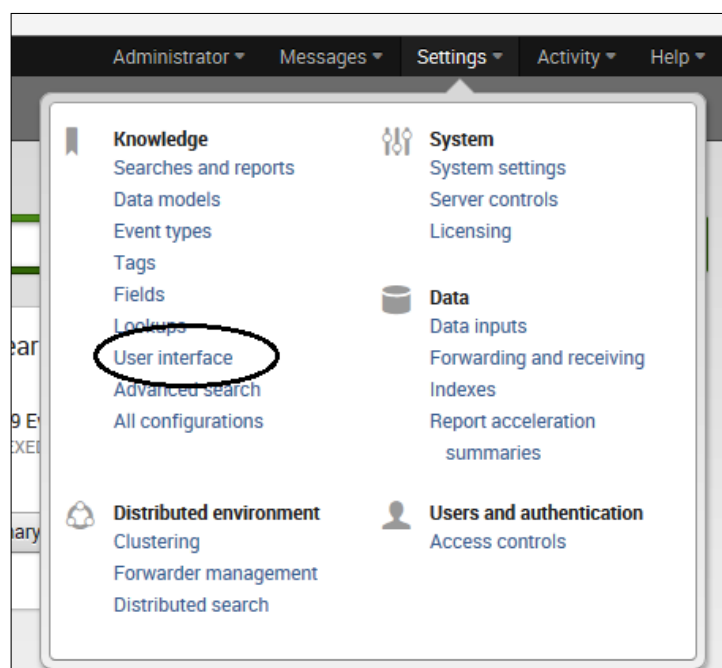 Administrator Messages Settings Activity Help
Knowledge
Searches and reports
Data models
Event types
Tags
Fields
Lookups
User interface
Advanced search
All configurations
System
System settings
Server controls
Licensing
Data
Data inputs
Forwarding and receiving
Indexes
Report acceleration
summaries
Distributed environment
Clustering
Forwarder management
Distributed search
Users and authentication
Access controls